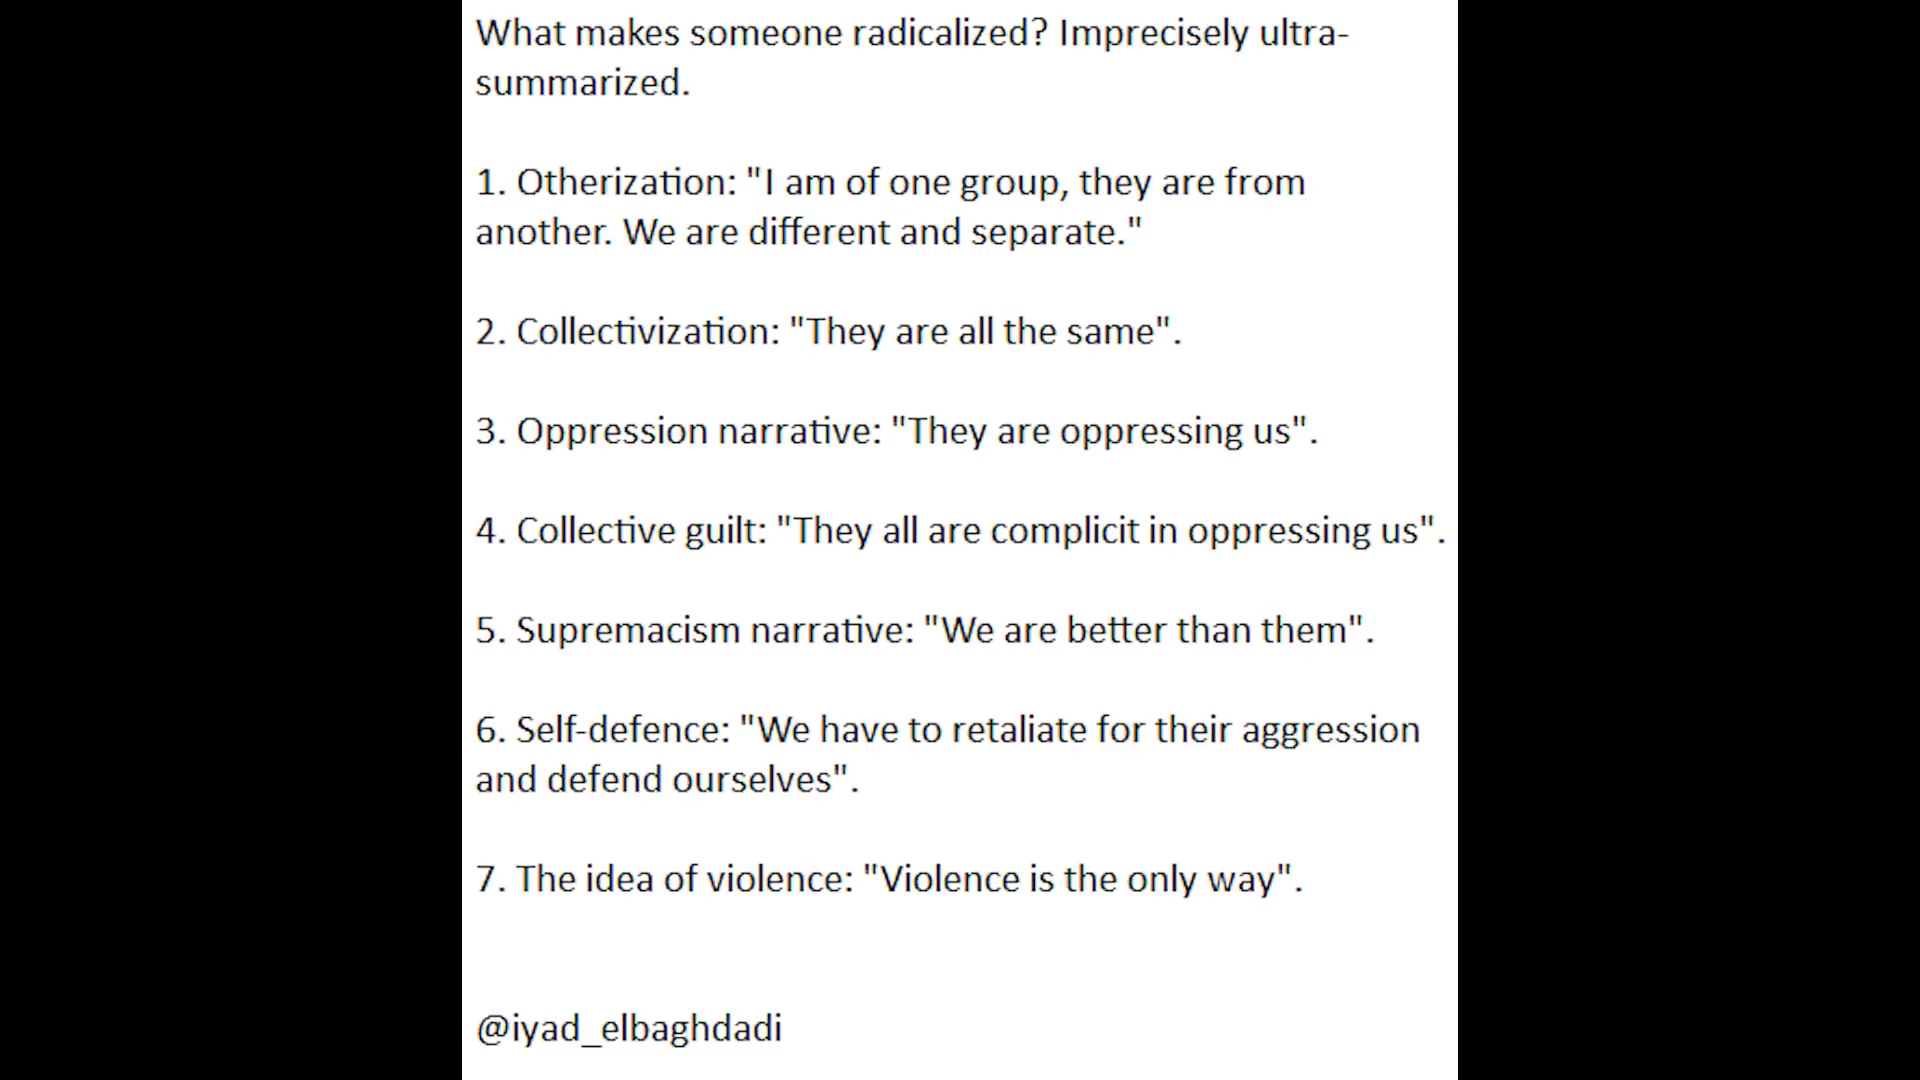 What makes someone radicalized? Imprecisely ultra-
summarized.
1. Otherization: "I am of one group, they are from
another. We are different and separate."
2. Collectivization: "They are all the same".
3. Oppression narrative: "They are oppressing us".
4. Collective guilt: "They all are complicit in oppressing us".
5. Supremacism narrative: "We are better than them".
6. Self-defence: "We have to retaliate for their aggression
and defend ourselves".
7. The idea of violence: "Violence is the only way".
@iyad_elbaghdadi